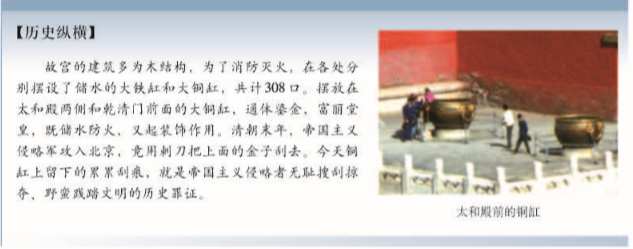 【历史纵横】
故宫的建筑多为木结构，为了消防灭火，在各处分
别摆设了储水的大铁缸和大铜缸，共计308口。摆放在
太和殿两侧和乾清门前面的大铜缸，通体鎏金，富丽堂
皇，既储水防火，又起装饰作用。清朝末年，帝国主义
侵略军攻入北京，竟用刺刀把上面的金子刮去。今天铜
缸上留下的累累刮痕，就是帝国主义侵略者无耻搜刮掠
夺、野蛮践踏文明的历史罪证。
太和殿前的铜缸